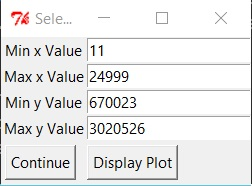 Sele...
Min x Value 11
Max x Value 24999
Min y Value 670023
Max y Value 3020526
Continue Display Plot